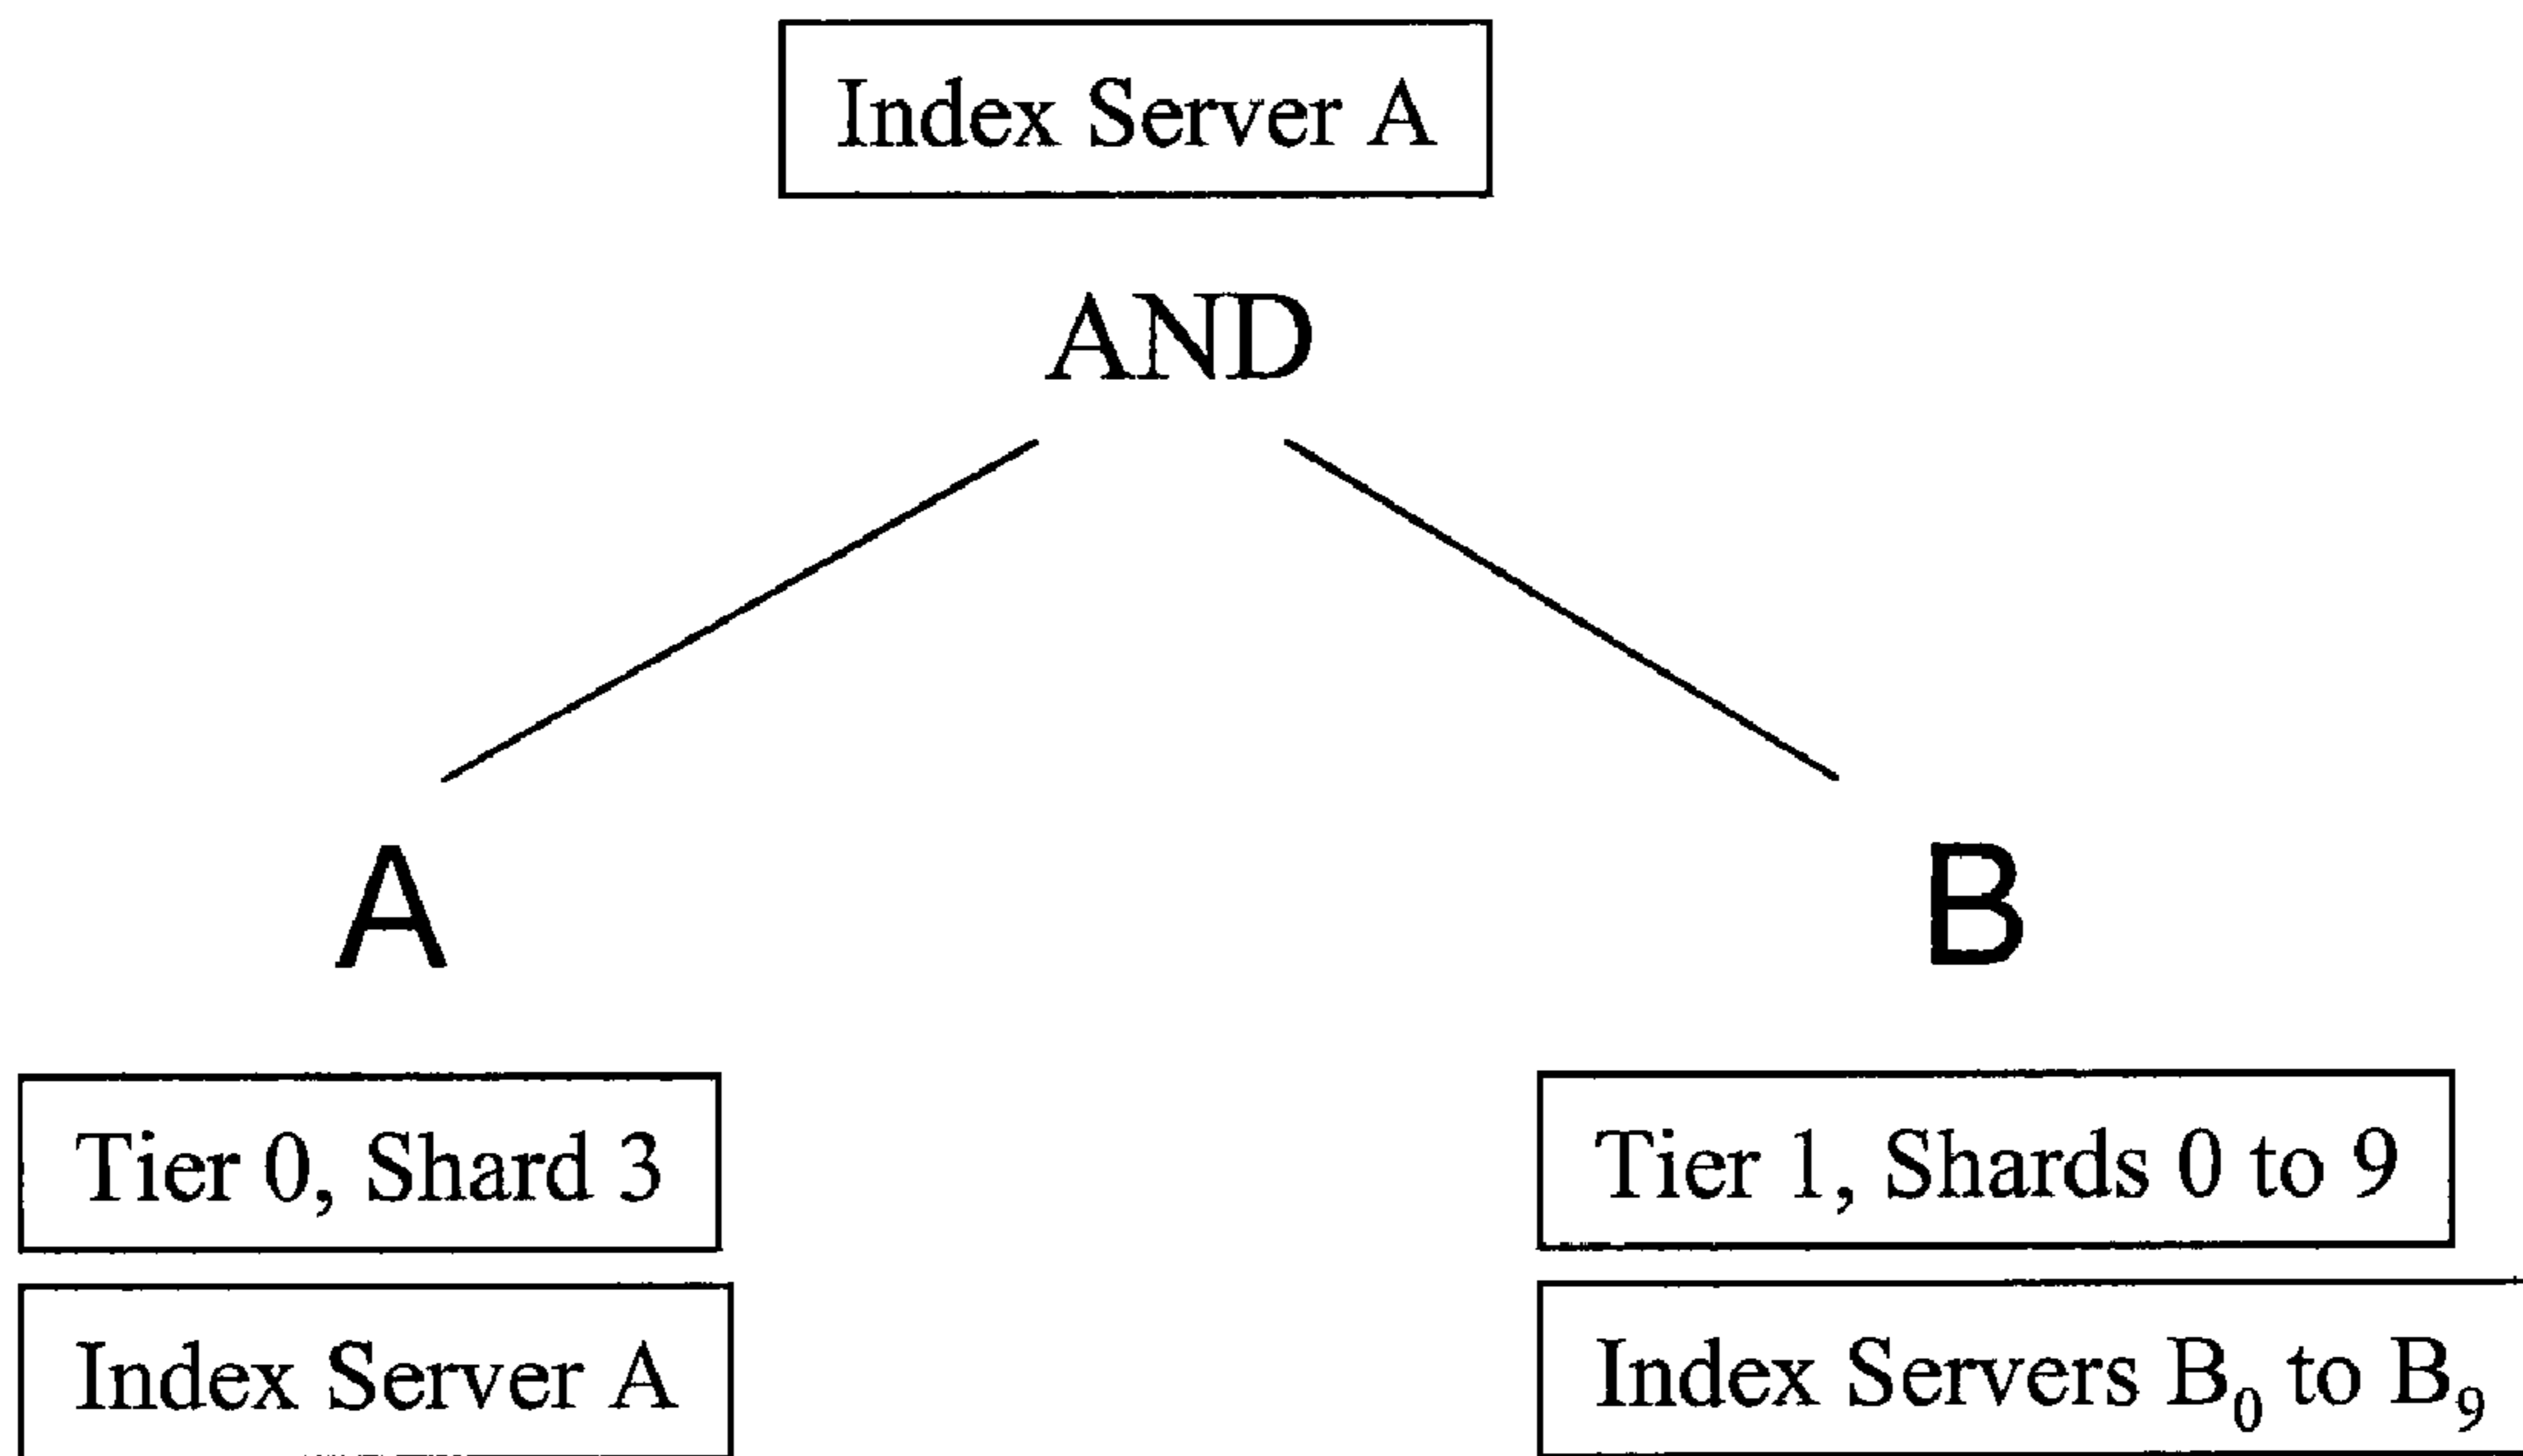 Index Server A
AND
A
B
Tier 0, Shard 3
Tier 1, Shards 0 to 9
Index Server A
Index Servers B₀ to B₉